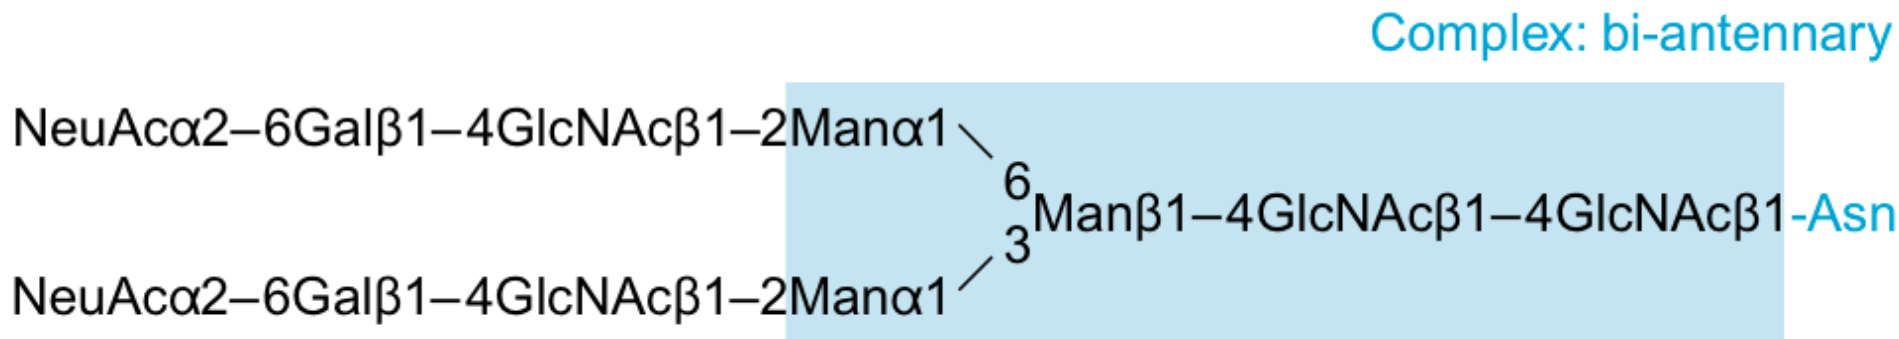 Complex: bi-antennary
NeuAcα2–6Galβ1–4GlcNAcβ1–2Manα1
6
Manβ1–4GlcNAcβ1–4GlcNAcβ1-Asn
3
NeuAcα2–6Galβ1–4GlcNAcβ1–2Manα1